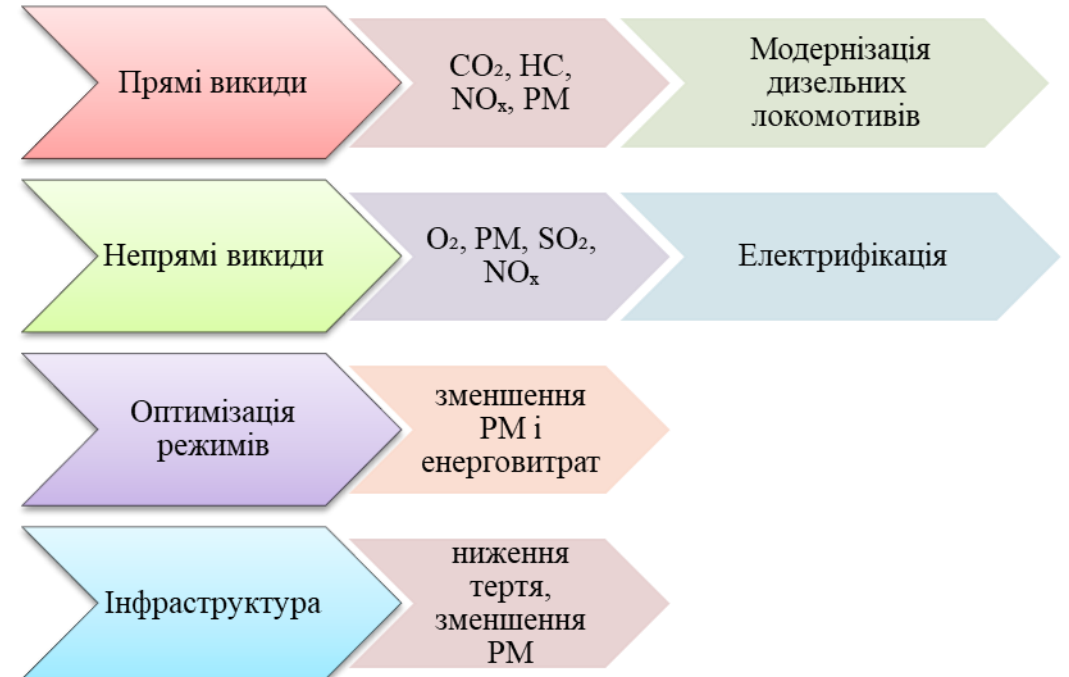 Прямі викиди
CO₂, HC,
NOₓ, PM
Модернізація
дизельних
локомотивів
Непрямі викиди
O₂, PM, SO₂,
NOₓ
Електрифікація
Оптимізація
режимів
зменшення
PM і
енерговитрат
Інфраструктура
ниження
тертя,
зменшення
PM